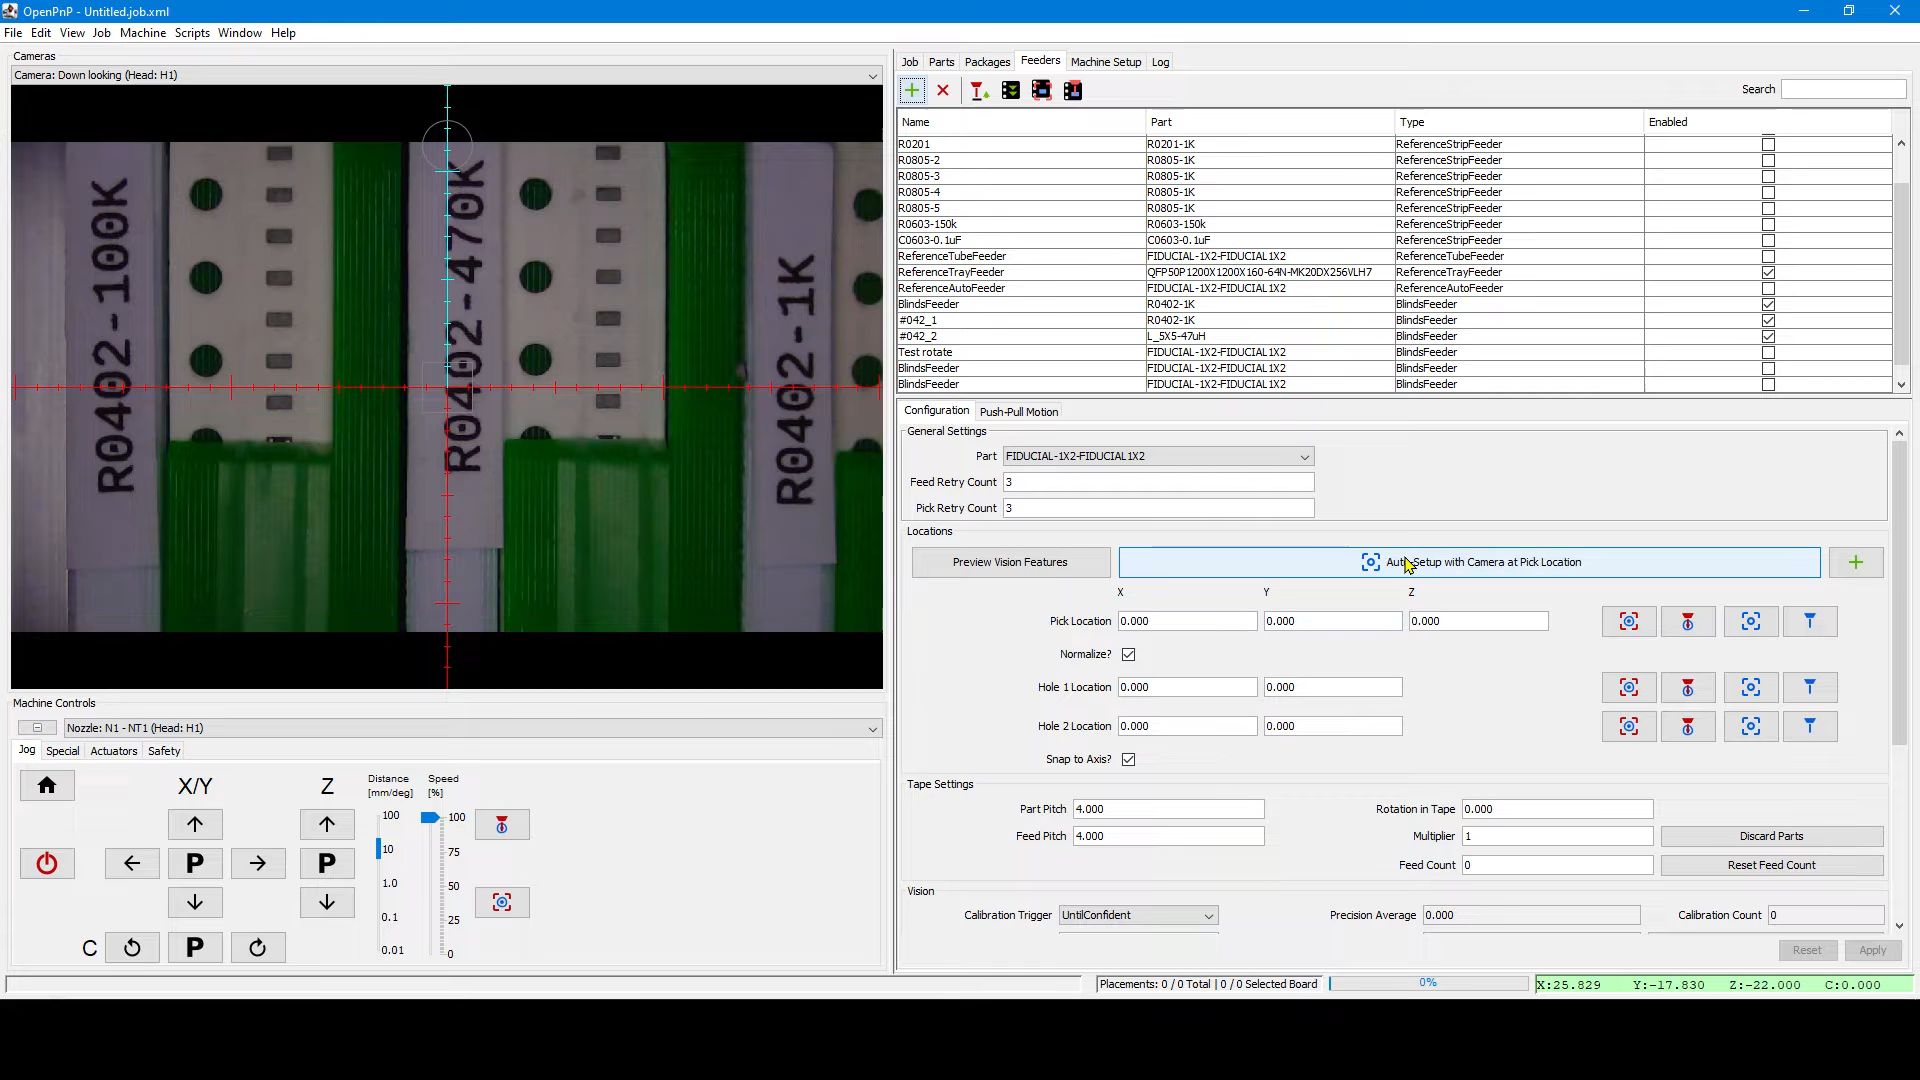 OpenPnP - Untitled.job.xml
File Edit View Job Machine Scripts Window Help
Cameras
Camera: Down looking (Head: H1)
R0402-100K
R0402-470K
R0402-1K
Machine Controls
Nozzle: N1 - NT1 (Head: H1)
Jog Special Actuators Safety
X/Y Z Distance [mm/deg] Speed [%]
100 100
10 75
P P
1.0 50
0.1 25
0.01 0
C P
Job Parts Packages Feeders Machine Setup Log
Search
Name Part Type Enabled
R0201 R0201-1K ReferenceStripFeeder
R0805-2 R0805-1K ReferenceStripFeeder
R0805-3 R0805-1K ReferenceStripFeeder
R0805-4 R0805-1K ReferenceStripFeeder
R0805-5 R0805-1K ReferenceStripFeeder
R0603-150k R0603-150k ReferenceStripFeeder
C0603-0.1uF C0603-0.1uF ReferenceStripFeeder
ReferenceTubeFeeder FIDUCIAL-1X2-FIDUCIAL1X2 ReferenceTubeFeeder
ReferenceTrayFeeder QFP50P1200X1200X160-64N-MK20DX256VLH7 ReferenceTrayFeeder
ReferenceAutoFeeder FIDUCIAL-1X2-FIDUCIAL1X2 ReferenceAutoFeeder
BlindsFeeder R0402-1K BlindsFeeder
#042_1 R0402-1K BlindsFeeder
#042_2 L_5X5-47uH BlindsFeeder
Test rotate FIDUCIAL-1X2-FIDUCIAL1X2 BlindsFeeder
BlindsFeeder FIDUCIAL-1X2-FIDUCIAL1X2 BlindsFeeder
BlindsFeeder FIDUCIAL-1X2-FIDUCIAL1X2 BlindsFeeder
Configuration Push-Pull Motion
General Settings
Part FIDUCIAL-1X2-FIDUCIAL1X2
Feed Retry Count 3
Pick Retry Count 3
Locations
Preview Vision Features Auto Setup with Camera at Pick Location
X Y Z
Pick Location 0.000 0.000 0.000
Normalize?
Hole 1 Location 0.000 0.000
Hole 2 Location 0.000 0.000
Snap to Axis?
Tape Settings
Part Pitch 4.000 Rotation in Tape 0.000
Feed Pitch 4.000 Multiplier 1 Discard Parts
Feed Count 0 Reset Feed Count
Vision
Calibration Trigger UntilConfident Precision Average 0.000 Calibration Count 0
Reset Apply
Placements: 0 / 0 Total | 0 / 0 Selected Board 0% X:25.829 Y:-17.830 Z:-22.000 C:0.000